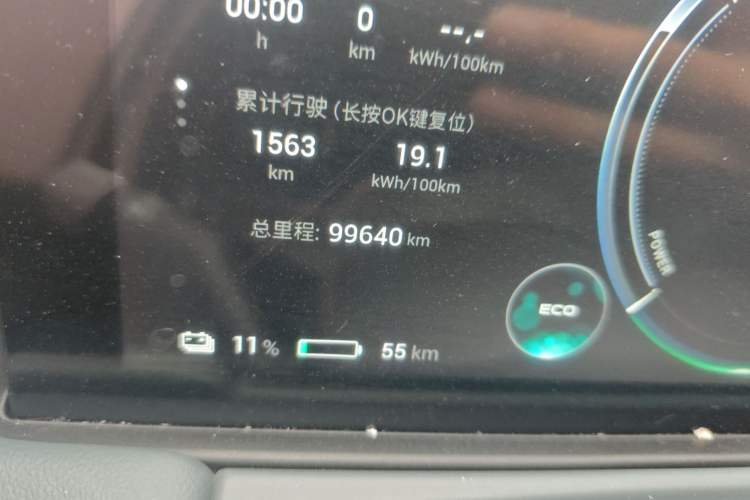 00:00 0 --.-
h km kWh/100km
累计行驶 (长按OK键复位)
1563 19.1
km kWh/100km
总里程: 99640 km
POWER
ECO
11 % 55 km